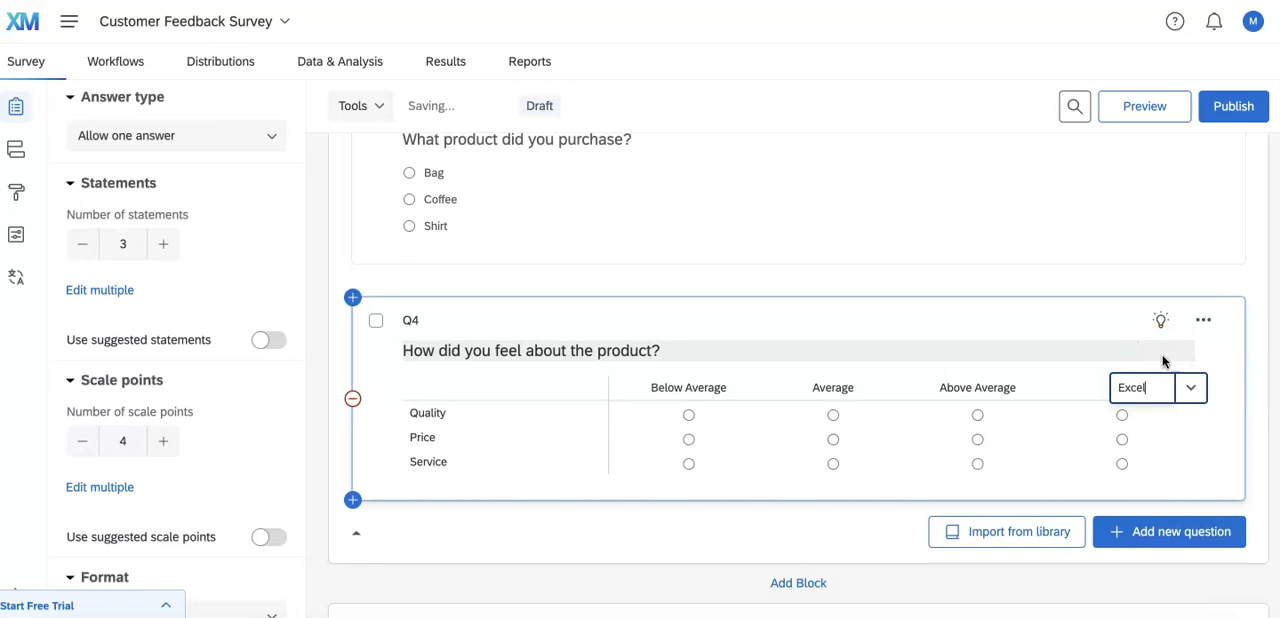 XM Customer Feedback Survey ? M
Survey Workflows Distributions Data & Analysis Results Reports
Answer type
Tools Saving... Draft Preview Publish
Allow one answer
What product did you purchase?
Bag
Coffee
Shirt
Statements
Number of statements
− 3 +
Edit multiple
Use suggested statements
Scale points
Number of scale points
− 4 +
Edit multiple
Use suggested scale points
Format
Start Free Trial
Q4
How did you feel about the product?
Below Average Average Above Average Excel
Quality
Price
Service
Import from library + Add new question
Add Block